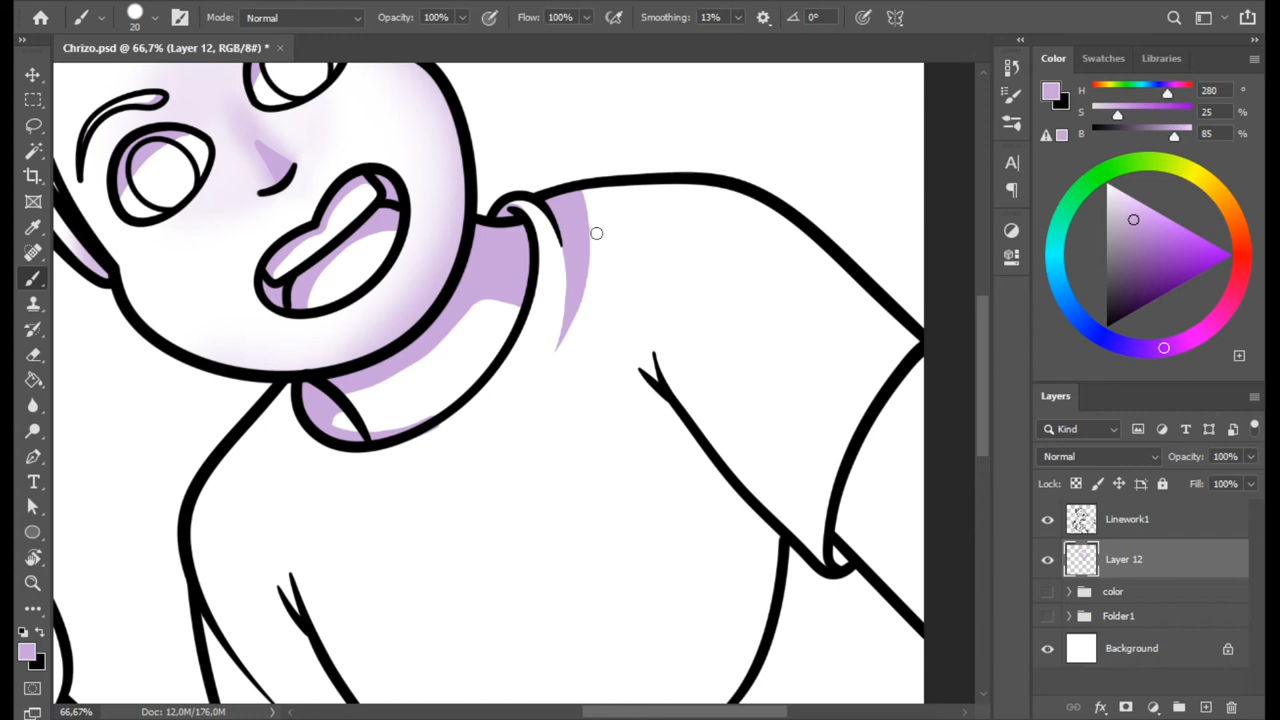 20 Mode: Normal Opacity: 100% Flow: 100% Smoothing: 13% 0°
Chrizo.psd @ 66,7% (Layer 12, RGB/8#) * ×
Color Swatches Libraries
H 280 °
S 25 %
B 85 %
Layers
Kind
Normal Opacity: 100%
Lock: Fill: 100%
Linework1
Layer 12
color
Folder1
Background
66,67% Doc: 12,0M/176,0M